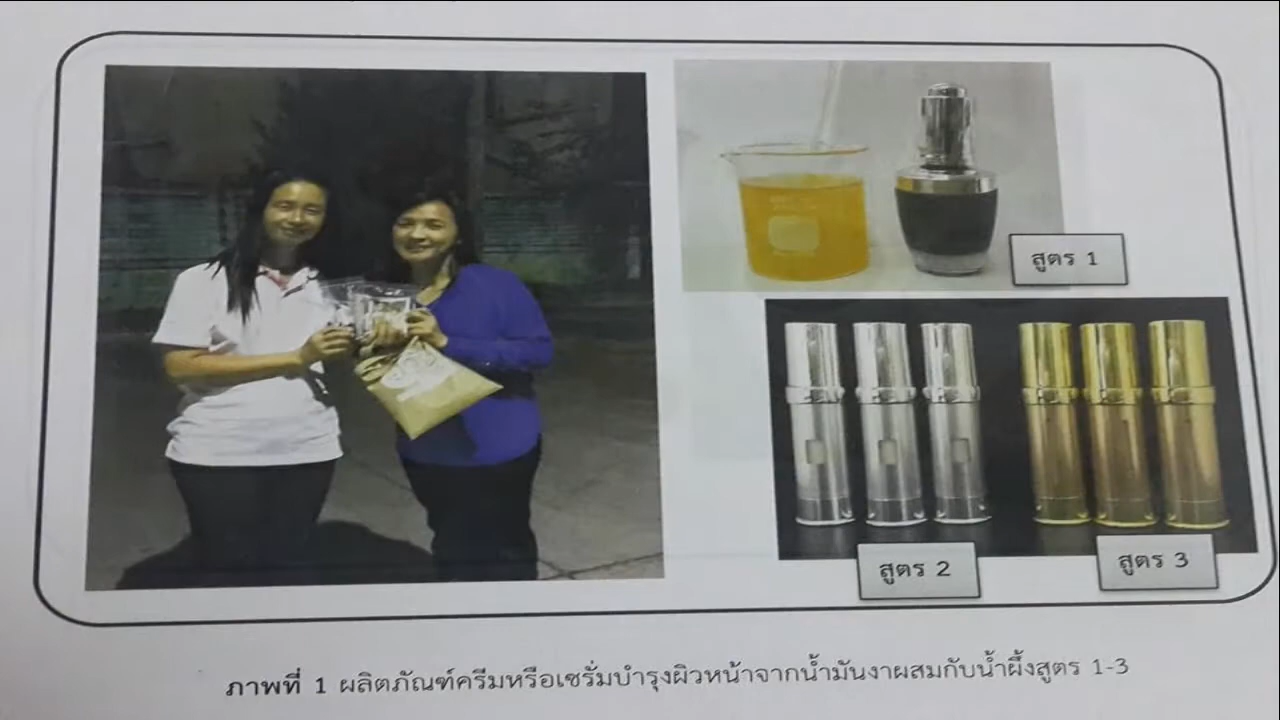 สูตร 1
สูตร 2
สูตร 3
ภาพที่ 1 ผลิตภัณฑ์ครีมหรือเซรั่มบำรุงผิวหน้าจากน้ำมันงาผสมกับน้ำผึ้งสูตร 1-3